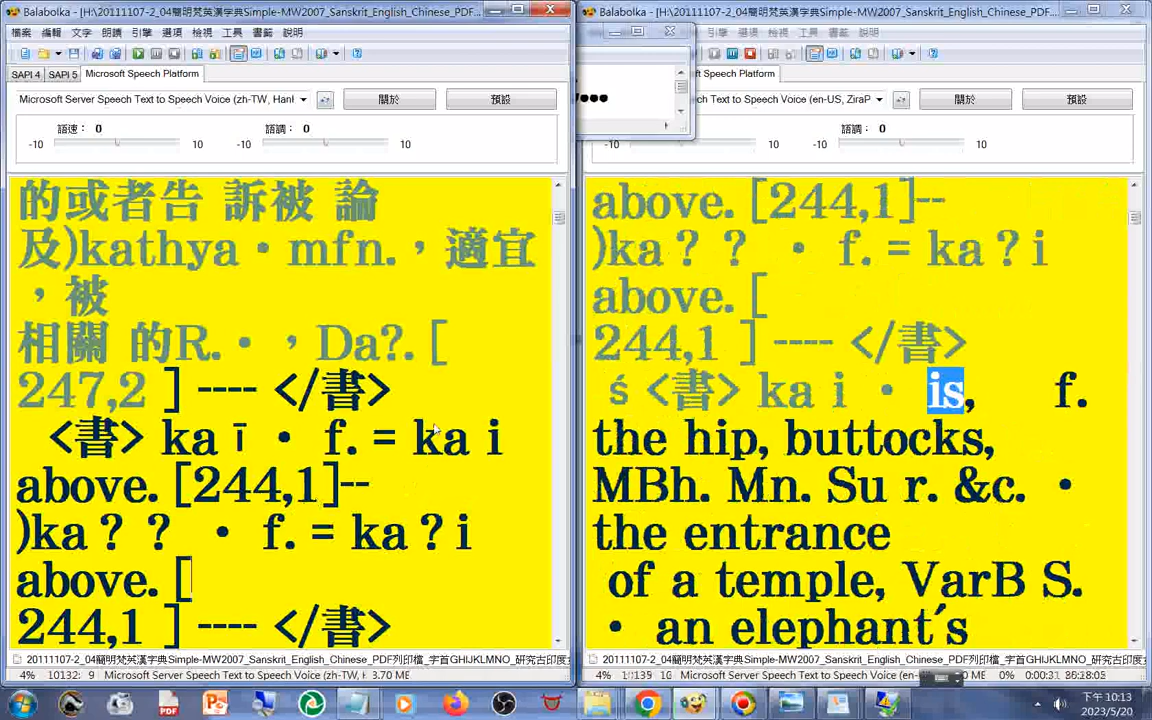 Balabolka - [H:\20111107-2_04簡明梵英漢字典Simple-MW2007_Sanskrit_English_Chinese_PDF...
檔案 編輯 文字 朗讀 引擎 選項 檢視 工具 書籤 說明
SAPI 4 SAPI 5 Microsoft Speech Platform
Microsoft Server Speech Text to Speech Voice (zh-TW, Han
關於 預設
語速: 0 語調: 0
-10 10 -10 10
的或者告 訴被 論
及)kathya•mfn.,適宜
,被
相關 的R.•,Da?. [
247,2 ] ---- </書>
<書> ka ī • f. = ka i
above. [244,1]--
)ka ? ? • f. = ka ? i
above. [
244,1 ] ---- </書>
20111107-2_04簡明梵英漢字典Simple-MW2007_Sanskrit_English_Chinese_PDF列印檔_字首GHIJKLMNO_研究古印度
4% 10132: 9 Microsoft Server Speech Text to Speech Voice (zh-TW, 3.70 MB
Balabolka - [H:\20111107-2_04簡明梵英漢字典Simple-MW2007_Sanskrit_English_Chinese_PDF...
引擎 選項 檢視 工具 書籤 說明
Speech Platform
Text to Speech Voice (en-US, ZiraP
關於 預設
語調: 0
10 -10 10
above. [244,1]--
)ka ? ? • f. = ka ? i
above. [
244,1 ] ---- </書>
ś <書> ka i • is, f.
the hip, buttocks,
MBh. Mn. Su r. &c. •
the entrance
of a temple, VarB S.
• an elephant's
20111107-2_04簡明梵英漢字典Simple-MW2007_Sanskrit_English_Chinese_PDF列印檔_字首GHIJKLMNO_研究古印度
4% Microsoft Server Speech Text to Speech Voice 0% 0:00:31
下午 10:13
2023/5/20